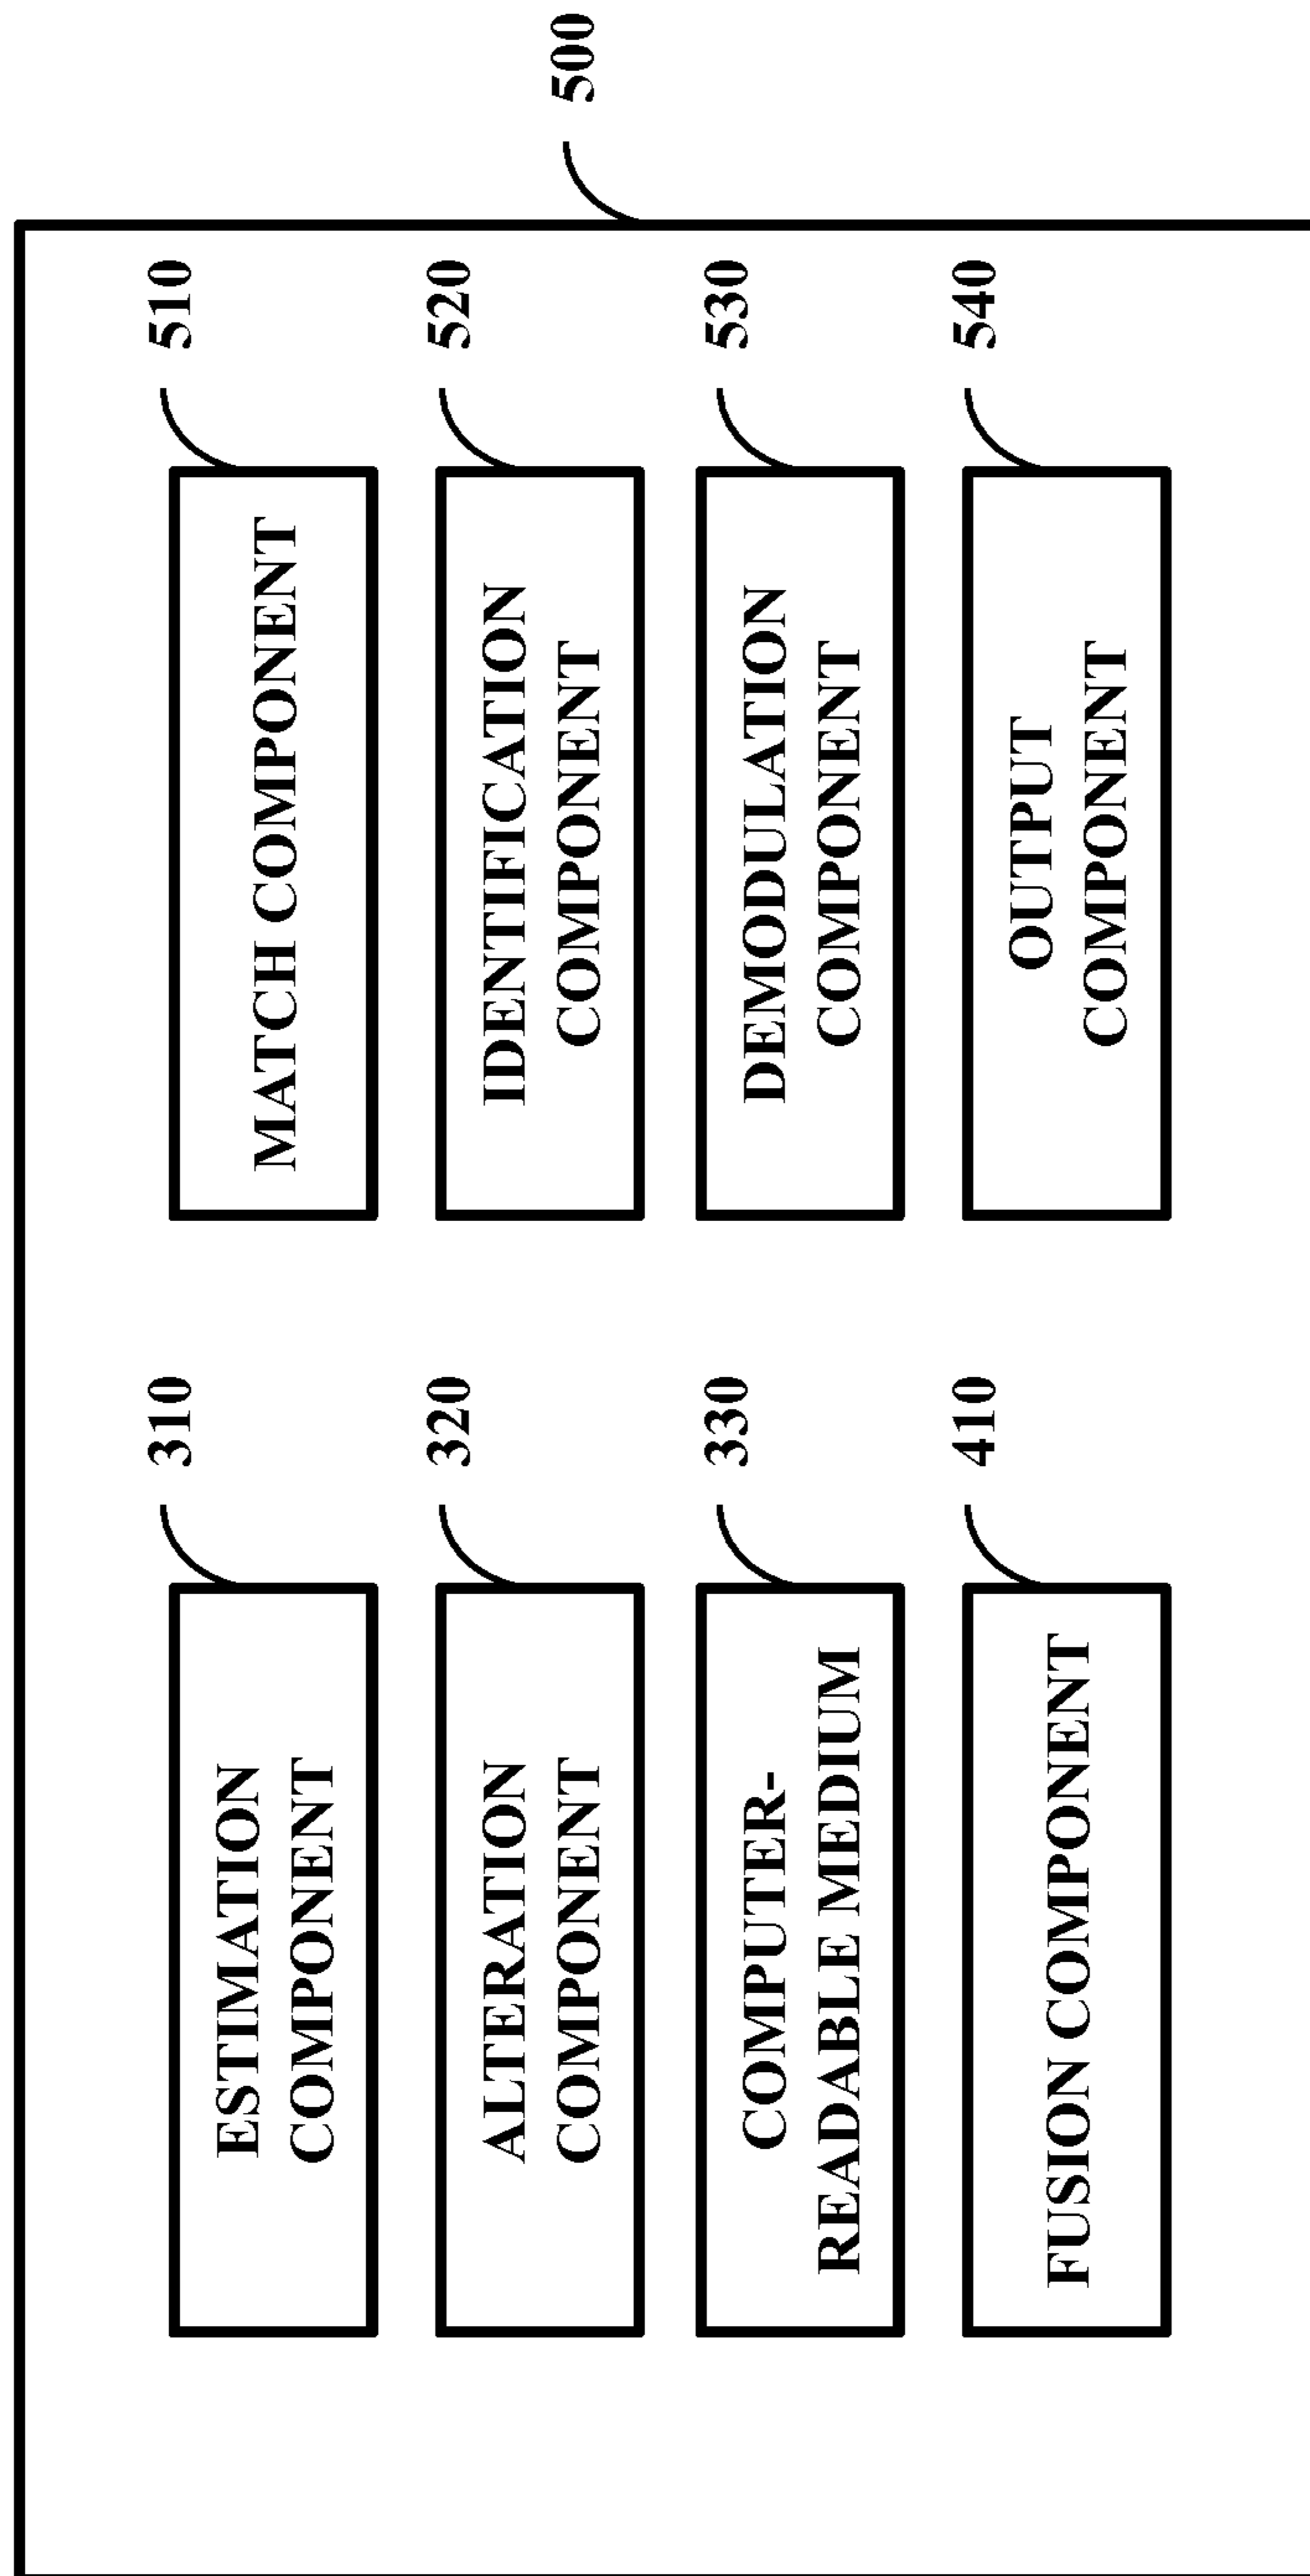 500
310
ESTIMATION
COMPONENT
510
MATCH COMPONENT
320
ALTERATION
COMPONENT
520
IDENTIFICATION
COMPONENT
330
COMPUTER-
READABLE MEDIUM
530
DEMODULATION
COMPONENT
410
FUSION COMPONENT
540
OUTPUT
COMPONENT